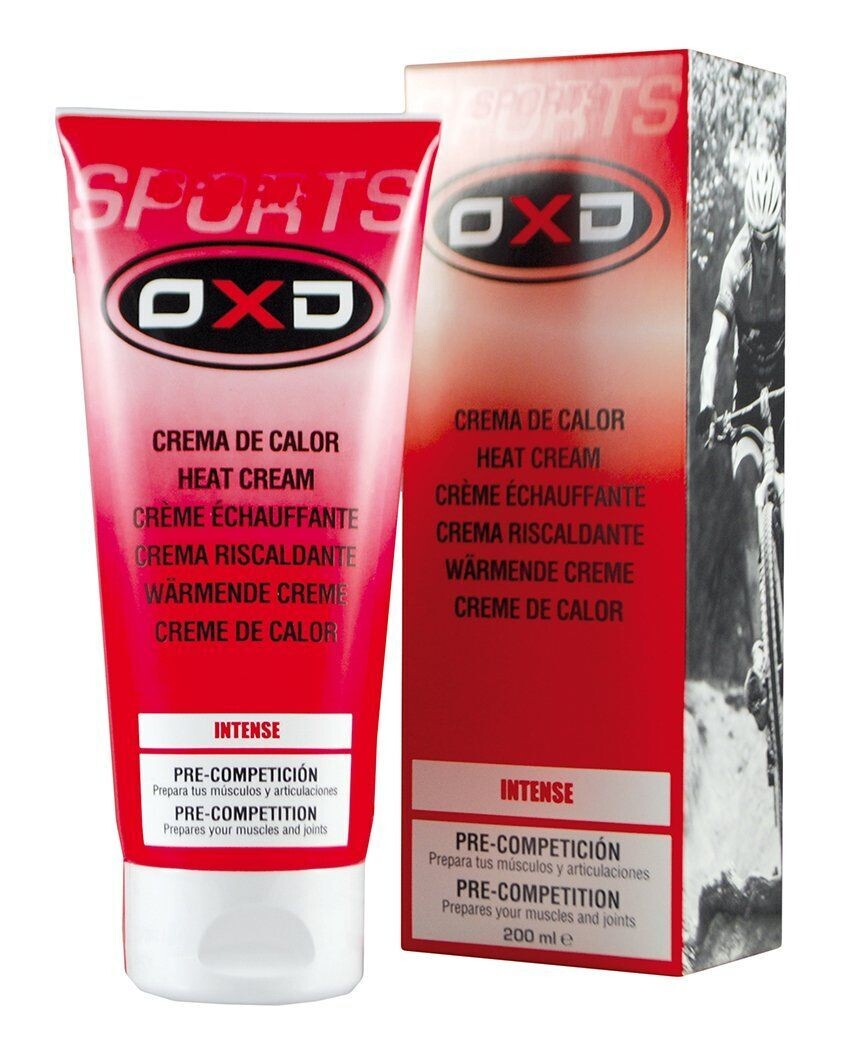 SPORTS
OXD
CREMA DE CALOR
HEAT CREAM
CRÈME ÉCHAUFFANTE
CREMA RISCALDANTE
WÄRMENDE CREME
CREME DE CALOR
INTENSE
PRE-COMPETICIÓN
Prepara tus músculos y articulaciones
PRE-COMPETITION
Prepares your muscles and joints
SPORTS
SPORTS
OXD
CREMA DE CALOR
HEAT CREAM
CRÈME ÉCHAUFFANTE
CREMA RISCALDANTE
WÄRMENDE CREME
CREME DE CALOR
INTENSE
PRE-COMPETICIÓN
Prepara tus músculos y articulaciones
PRE-COMPETITION
Prepares your muscles and joints
200 ml ℮